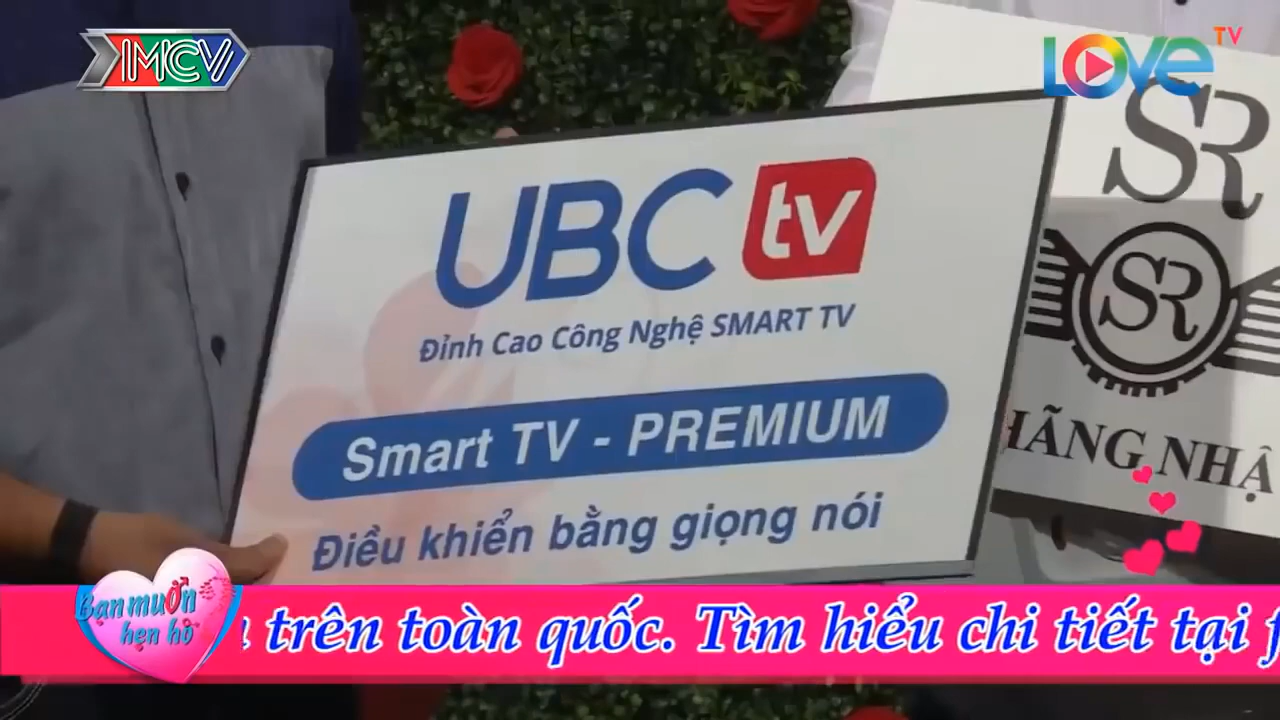 MCV
LOVE TV
UBC tv
Đỉnh Cao Công Nghệ SMART TV
Smart TV - PREMIUM
Điều khiển bằng giọng nói
SR
SR
HÃNG NHẬ
Bạn muốn
hẹn hò
trên toàn quốc. Tìm hiểu chi tiết tại f